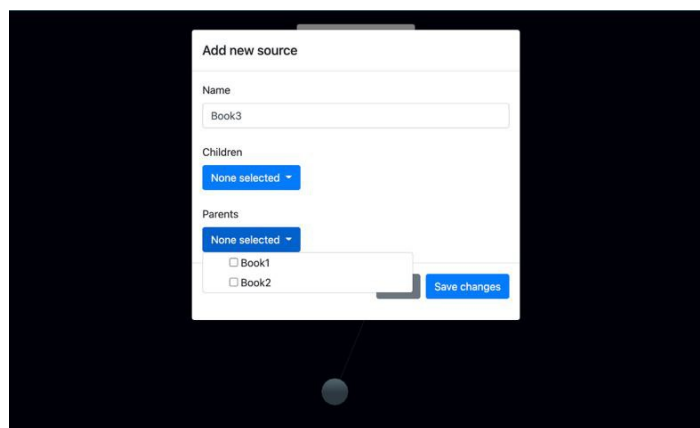 Add new source
Name
Book3
Children
None selected
Parents
None selected
Book1
Book2
Save changes